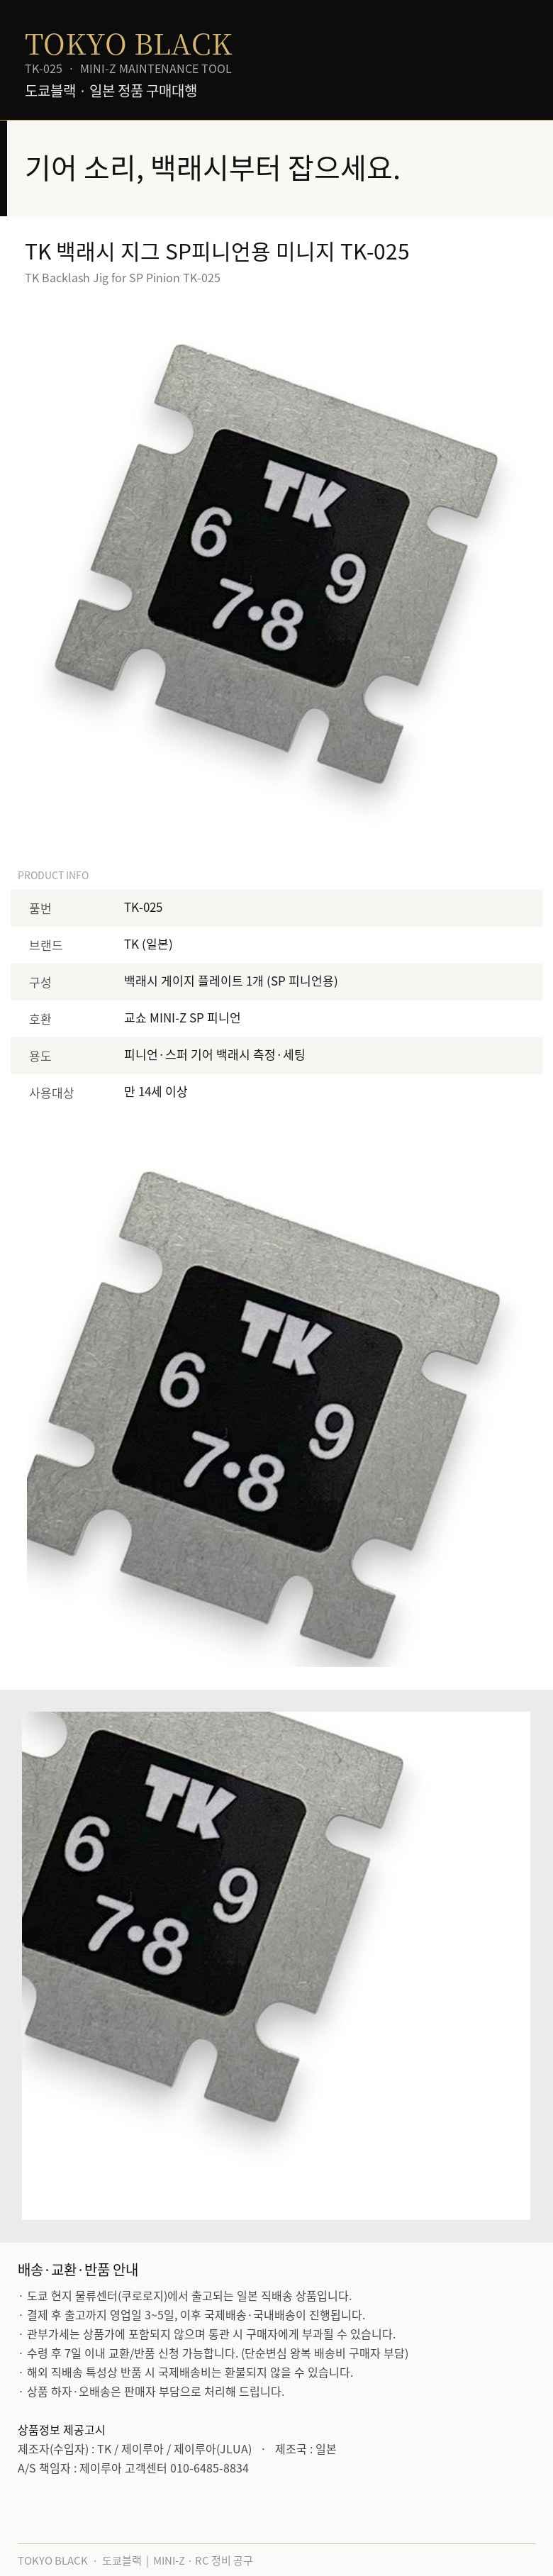 TOKYO BLACK
TK-025 · MINI-Z MAINTENANCE TOOL
도쿄블랙 · 일본 정품 구매대행
기어 소리, 백래시부터 잡으세요.
TK 백래시 지그 SP피니언용 미니지 TK-025
TK Backlash Jig for SP Pinion TK-025
TK
6
9
7·8
PRODUCT INFO
품번 TK-025
브랜드 TK (일본)
구성 백래시 게이지 플레이트 1개 (SP 피니언용)
호환 교쇼 MINI-Z SP 피니언
용도 피니언·스퍼 기어 백래시 측정·세팅
사용대상 만 14세 이상
TK
6
9
7·8
TK
6
9
7·8
배송·교환·반품 안내
· 도쿄 현지 물류센터(쿠로로지)에서 출고되는 일본 직배송 상품입니다.
· 결제 후 출고까지 영업일 3~5일, 이후 국제배송·국내배송이 진행됩니다.
· 관부가세는 상품가에 포함되지 않으며 통관 시 구매자에게 부과될 수 있습니다.
· 수령 후 7일 이내 교환/반품 신청 가능합니다. (단순변심 왕복 배송비 구매자 부담)
· 해외 직배송 특성상 반품 시 국제배송비는 환불되지 않을 수 있습니다.
· 상품 하자·오배송은 판매자 부담으로 처리해 드립니다.
상품정보 제공고시
제조자(수입자) : TK / 제이루아 / 제이루아(JLUA) · 제조국 : 일본
A/S 책임자 : 제이루아 고객센터 010-6485-8834
TOKYO BLACK · 도쿄블랙 | MINI-Z · RC 정비 공구